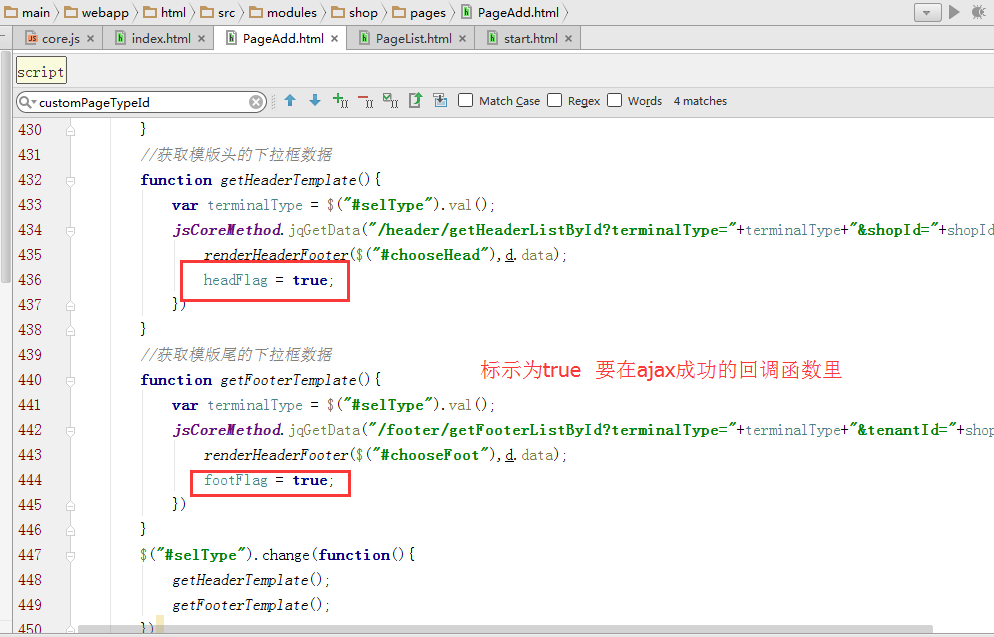 main webapp html src modules shop pages PageAdd.html
core.js index.html PageAdd.html PageList.html start.html
script
customPageTypeId Match Case Regex Words 4 matches
430 }
431 //获取模版头的下拉框数据
432 function getHeaderTemplate(){
433 var terminalType = $("#selType").val();
434 jsCoreMethod.jqGetData("/header/getHeaderListById?terminalType="+terminalType+"&shopId="+shopId
435 renderHeaderFooter($("#chooseHead"),d.data);
436 headFlag = true;
437 })
438 }
439 //获取模版尾的下拉框数据
标示为true 要在ajax成功的回调函数里
440 function getFooterTemplate(){
441 var terminalType = $("#selType").val();
442 jsCoreMethod.jqGetData("/footer/getFooterListById?terminalType="+terminalType+"&tenantId="+shop
443 renderHeaderFooter($("#chooseFoot"),d.data);
444 footFlag = true;
445 })
446 }
447 $("#selType").change(function(){
448 getHeaderTemplate();
449 getFooterTemplate();
450 })